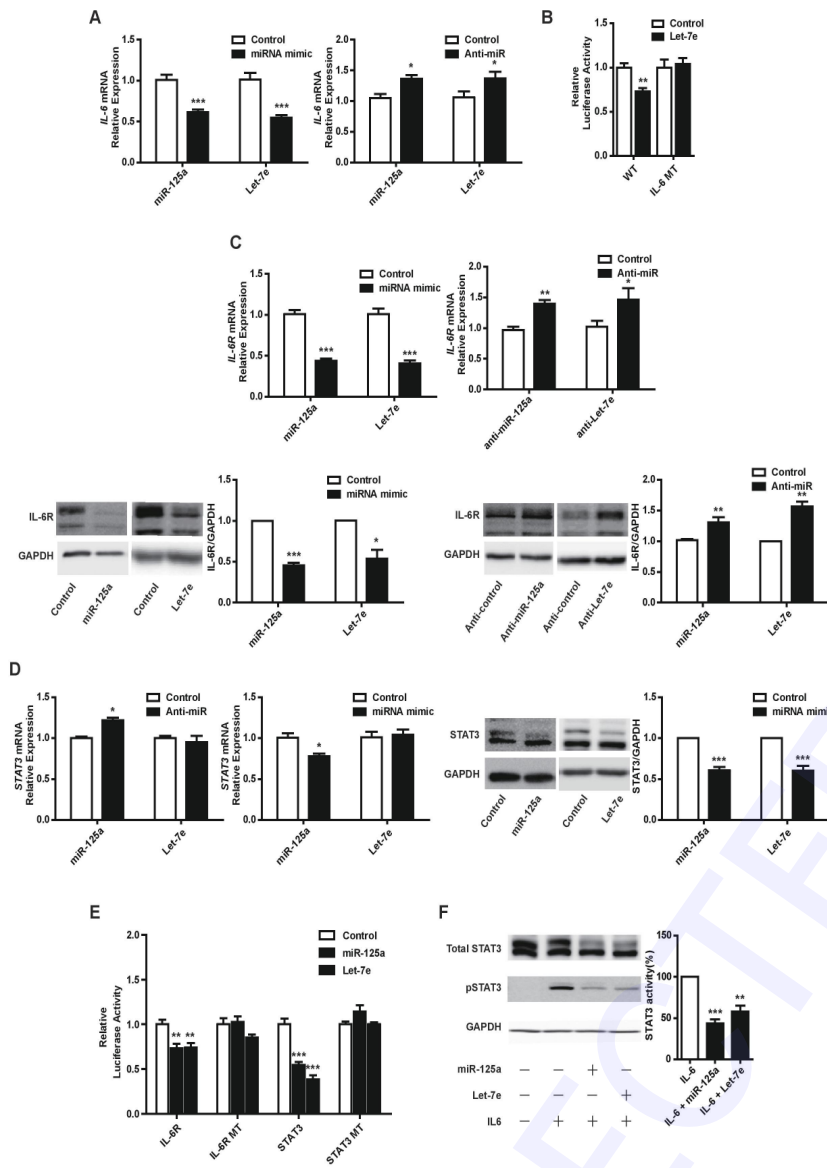 A
IL-6 mRNA
Relative Expression
1.5
1.0
0.5
0.0
Control
miRNA mimic
***
***
miR-125a
Let-7e
IL-6 mRNA
Relative Expression
2.0
1.5
1.0
0.5
0.0
Control
Anti-miR
*
*
miR-125a
Let-7e
B
Relative
Luciferase Activity
1.5
1.0
0.5
0.0
Control
Let-7e
**
WT
IL-6 MT
C
IL-6R mRNA
Relative Expression
1.5
1.0
0.5
0.0
Control
miRNA mimic
***
***
miR-125a
Let-7e
IL-6R mRNA
Relative Expression
2.0
1.5
1.0
0.5
0.0
Control
Anti-miR
**
*
anti-miR-125a
anti-Let-7e
IL-6R
GAPDH
Control
miR-125a
Control
Let-7e
IL-6R/GAPDH
1.5
1.0
0.5
0.0
Control
miRNA mimic
***
*
miR-125a
Let-7e
IL-6R
GAPDH
Anti-control
Anti-miR-125a
Anti-control
Anti-Let-7e
IL-6R/GAPDH
2.0
1.5
1.0
0.5
0.0
Control
Anti-miR
**
**
miR-125a
Let-7e
D
STAT3 mRNA
Relative Expression
1.5
1.0
0.5
0.0
Control
Anti-miR
*
miR-125a
Let-7e
STAT3 mRNA
Relative Expression
1.5
1.0
0.5
0.0
Control
miRNA mimic
*
miR-125a
Let-7e
STAT3
GAPDH
Control
miR-125a
Control
Let-7e
STAT3/GAPDH
1.5
1.0
0.5
0.0
Control
miRNA mimi
***
***
miR-125a
Let-7e
E
Relative
Luciferase Activity
2.0
1.5
1.0
0.5
0.0
Control
miR-125a
Let-7e
** **
***
***
IL-6R
IL-6R MT
STAT3
STAT3 MT
F
Total STAT3
pSTAT3
GAPDH
miR-125a − − + −
Let-7e − − − +
IL6 − + + +
STAT3 activity(%)
150
100
50
0
***
**
IL-6
IL-6 + miR-125a
IL-6 + Let-7e
CTE